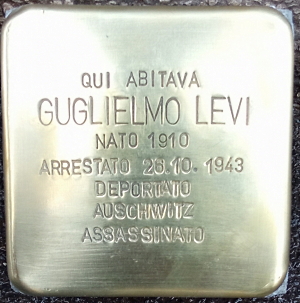 QUI ABITAVA
GUGLIELMO LEVI
NATO 1910
ARRESTATO 26.10.1943
DEPORTATO
AUSCHWITZ
ASSASSINATO